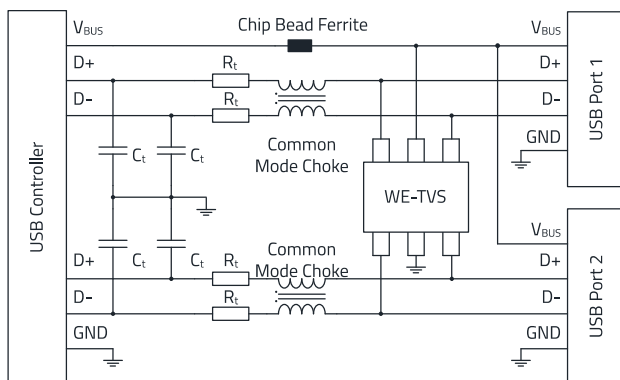 Chip Bead Ferrite
VBUS
VBUS
D+
Rt
D+
D-
Rt
D-
USB Port 1
Common
Mode Choke
GND
Ct
Ct
WE-TVS
USB Controller
VBUS
Common
Mode Choke
D+
Ct
Ct
Rt
D+
D-
Rt
D-
USB Port 2
GND
GND